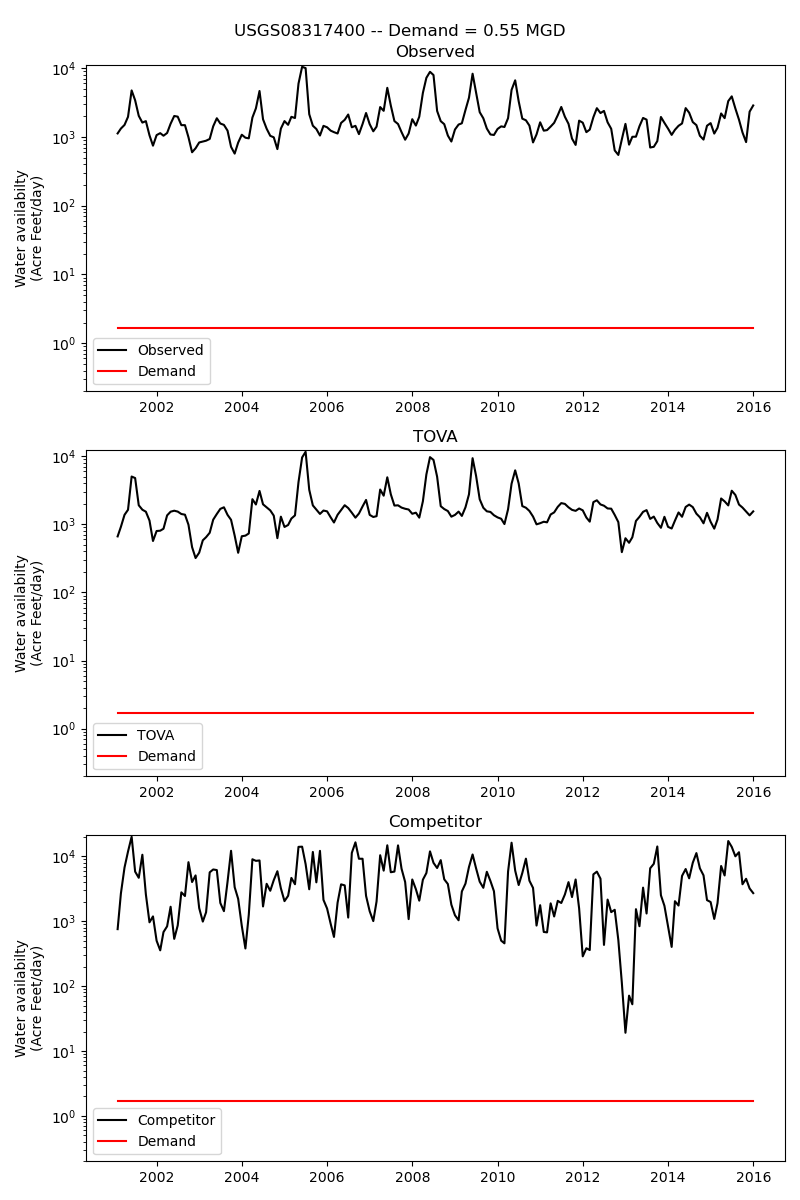 USGS08317400 -- Demand = 0.55 MGD
Observed
Water availabilty
(Acre Feet/day)
10^4
10^3
10^2
10^1
10^0
Observed
Demand
2002 2004 2006 2008 2010 2012 2014 2016
TOVA
Water availabilty
(Acre Feet/day)
10^4
10^3
10^2
10^1
10^0
TOVA
Demand
2002 2004 2006 2008 2010 2012 2014 2016
Competitor
Water availabilty
(Acre Feet/day)
10^4
10^3
10^2
10^1
10^0
Competitor
Demand
2002 2004 2006 2008 2010 2012 2014 2016